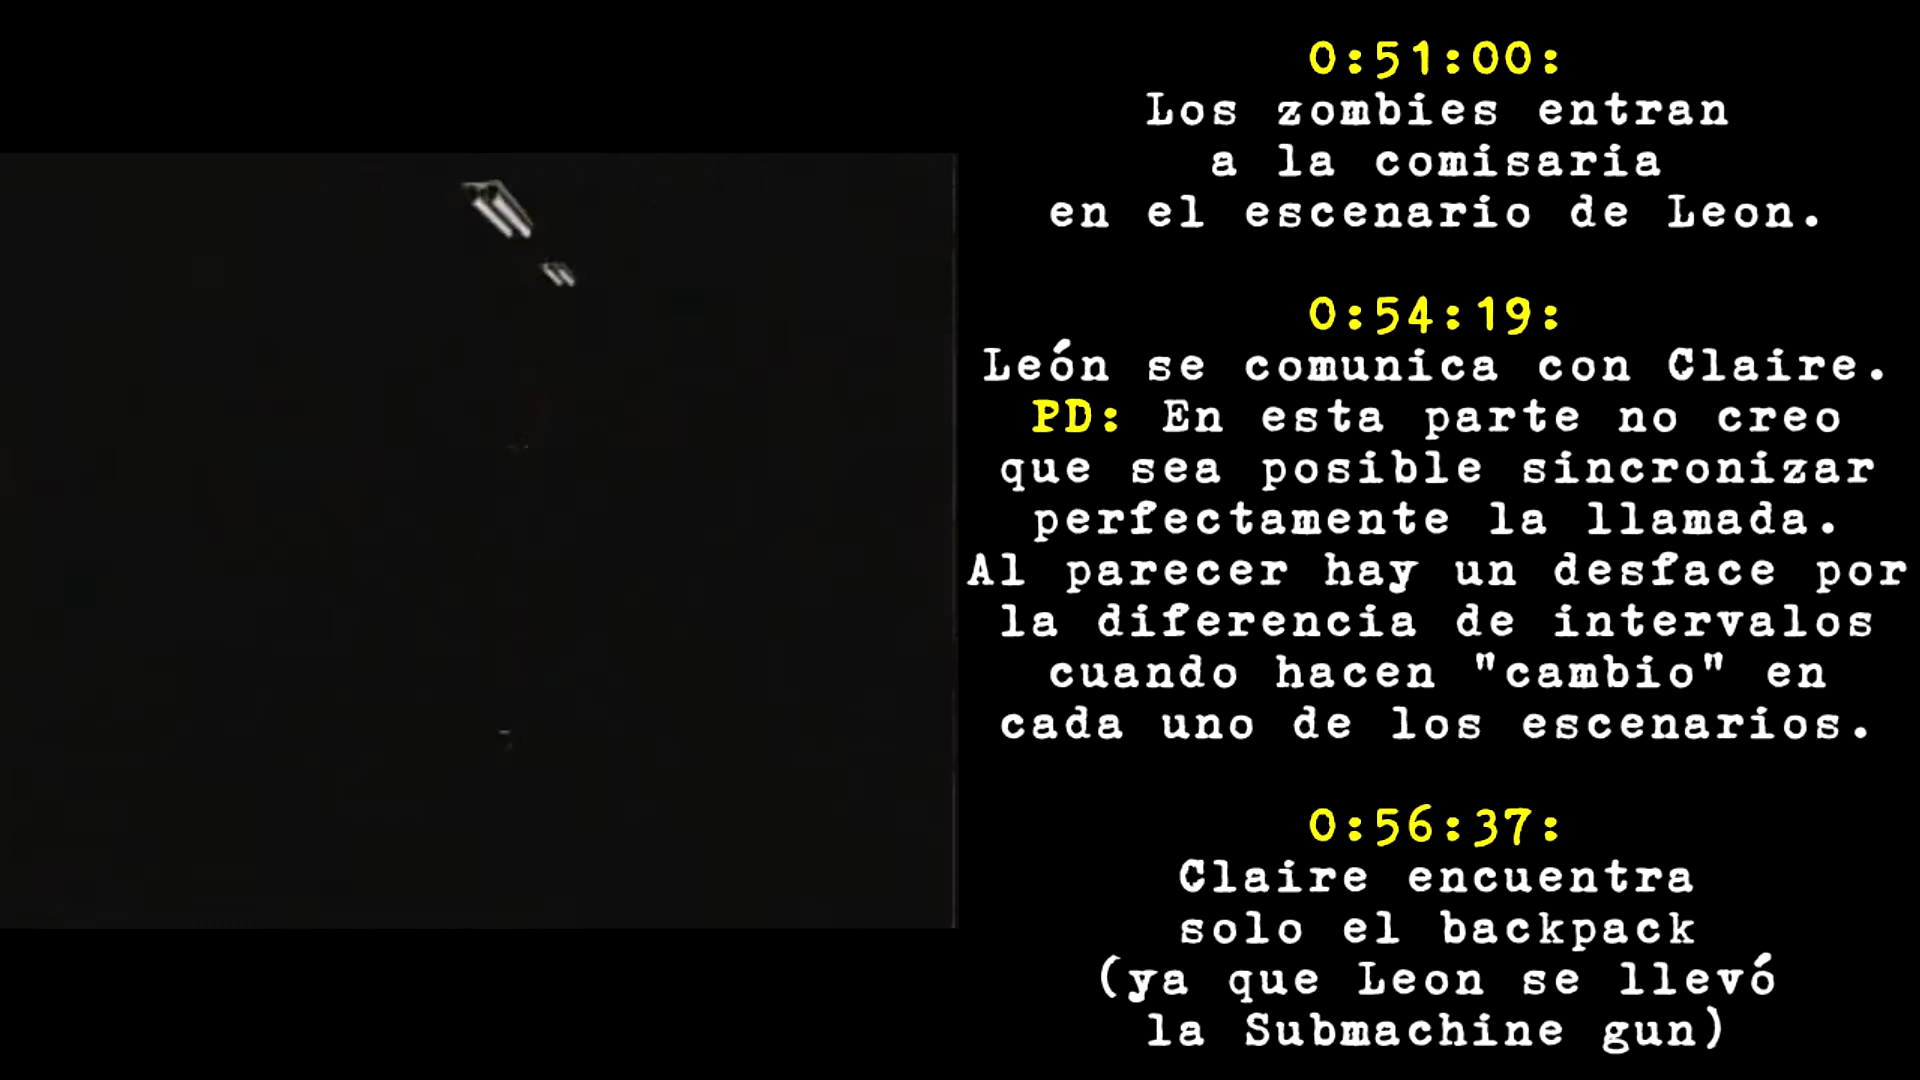 0:51:00:
Los zombies entran
a la comisaria
en el escenario de Leon.
0:54:19:
León se comunica con Claire.
PD: En esta parte no creo
que sea posible sincronizar
perfectamente la llamada.
Al parecer hay un desface por
la diferencia de intervalos
cuando hacen "cambio" en
cada uno de los escenarios.
0:56:37:
Claire encuentra
solo el backpack
(ya que Leon se llevó
la Submachine gun)